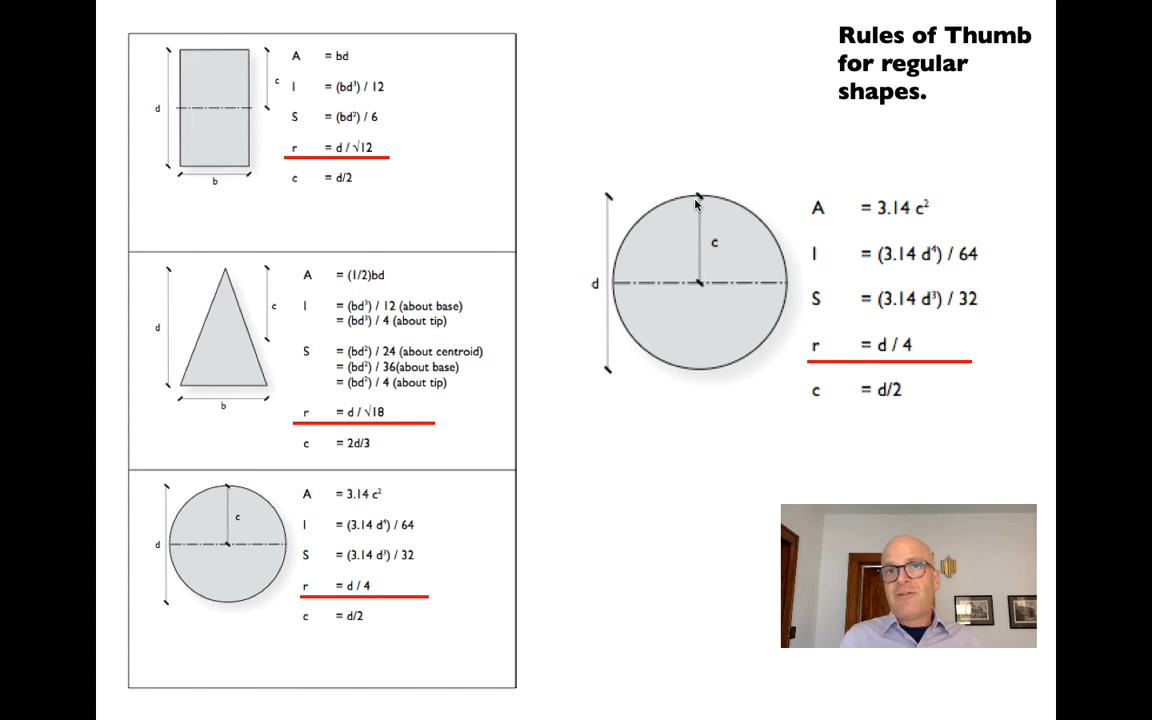 Rules of Thumb
for regular
shapes.
d
c
b
A = bd
I = (bd³) / 12
S = (bd²) / 6
r = d / √12
c = d/2
d
c
b
A = (1/2)bd
I = (bd³) / 12 (about base)
= (bd³) / 4 (about tip)
S = (bd²) / 24 (about centroid)
= (bd²) / 36(about base)
= (bd²) / 4 (about tip)
r = d / √18
c = 2d/3
d
c
A = 3.14 c²
I = (3.14 d⁴) / 64
S = (3.14 d³) / 32
r = d / 4
c = d/2
d
c
A = 3.14 c²
I = (3.14 d⁴) / 64
S = (3.14 d³) / 32
r = d / 4
c = d/2